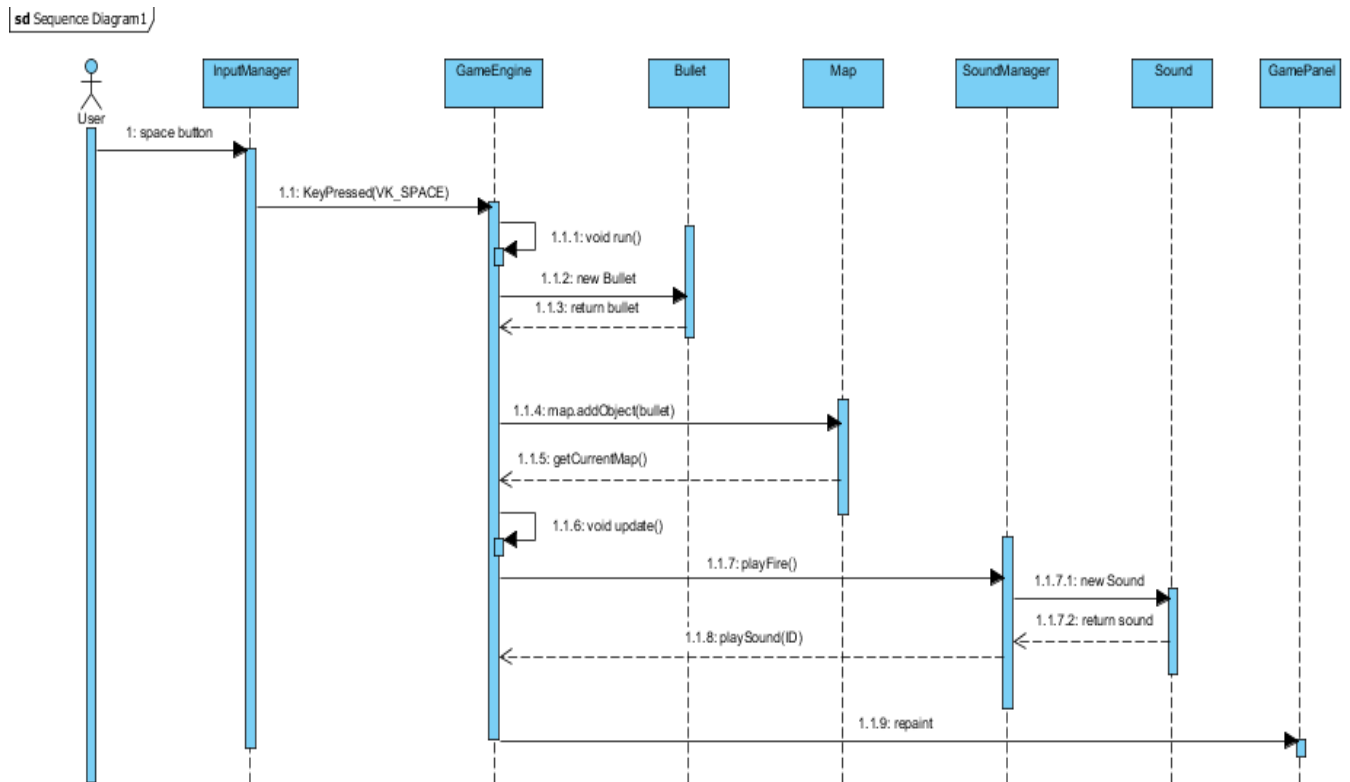 sd Sequence Diagram1
InputManager
GameEngine
Bullet
Map
SoundManager
Sound
GamePanel
User
1: space button
1.1: KeyPressed(VK_SPACE)
1.1.1: void run()
1.1.2: new Bullet
1.1.3: return bullet
1.1.4: map.addObject(bullet)
1.1.5: getCurrentMap()
1.1.6: void update()
1.1.7: playFire()
1.1.7.1: new Sound
1.1.7.2: return sound
1.1.8: playSound(ID)
1.1.9: repaint